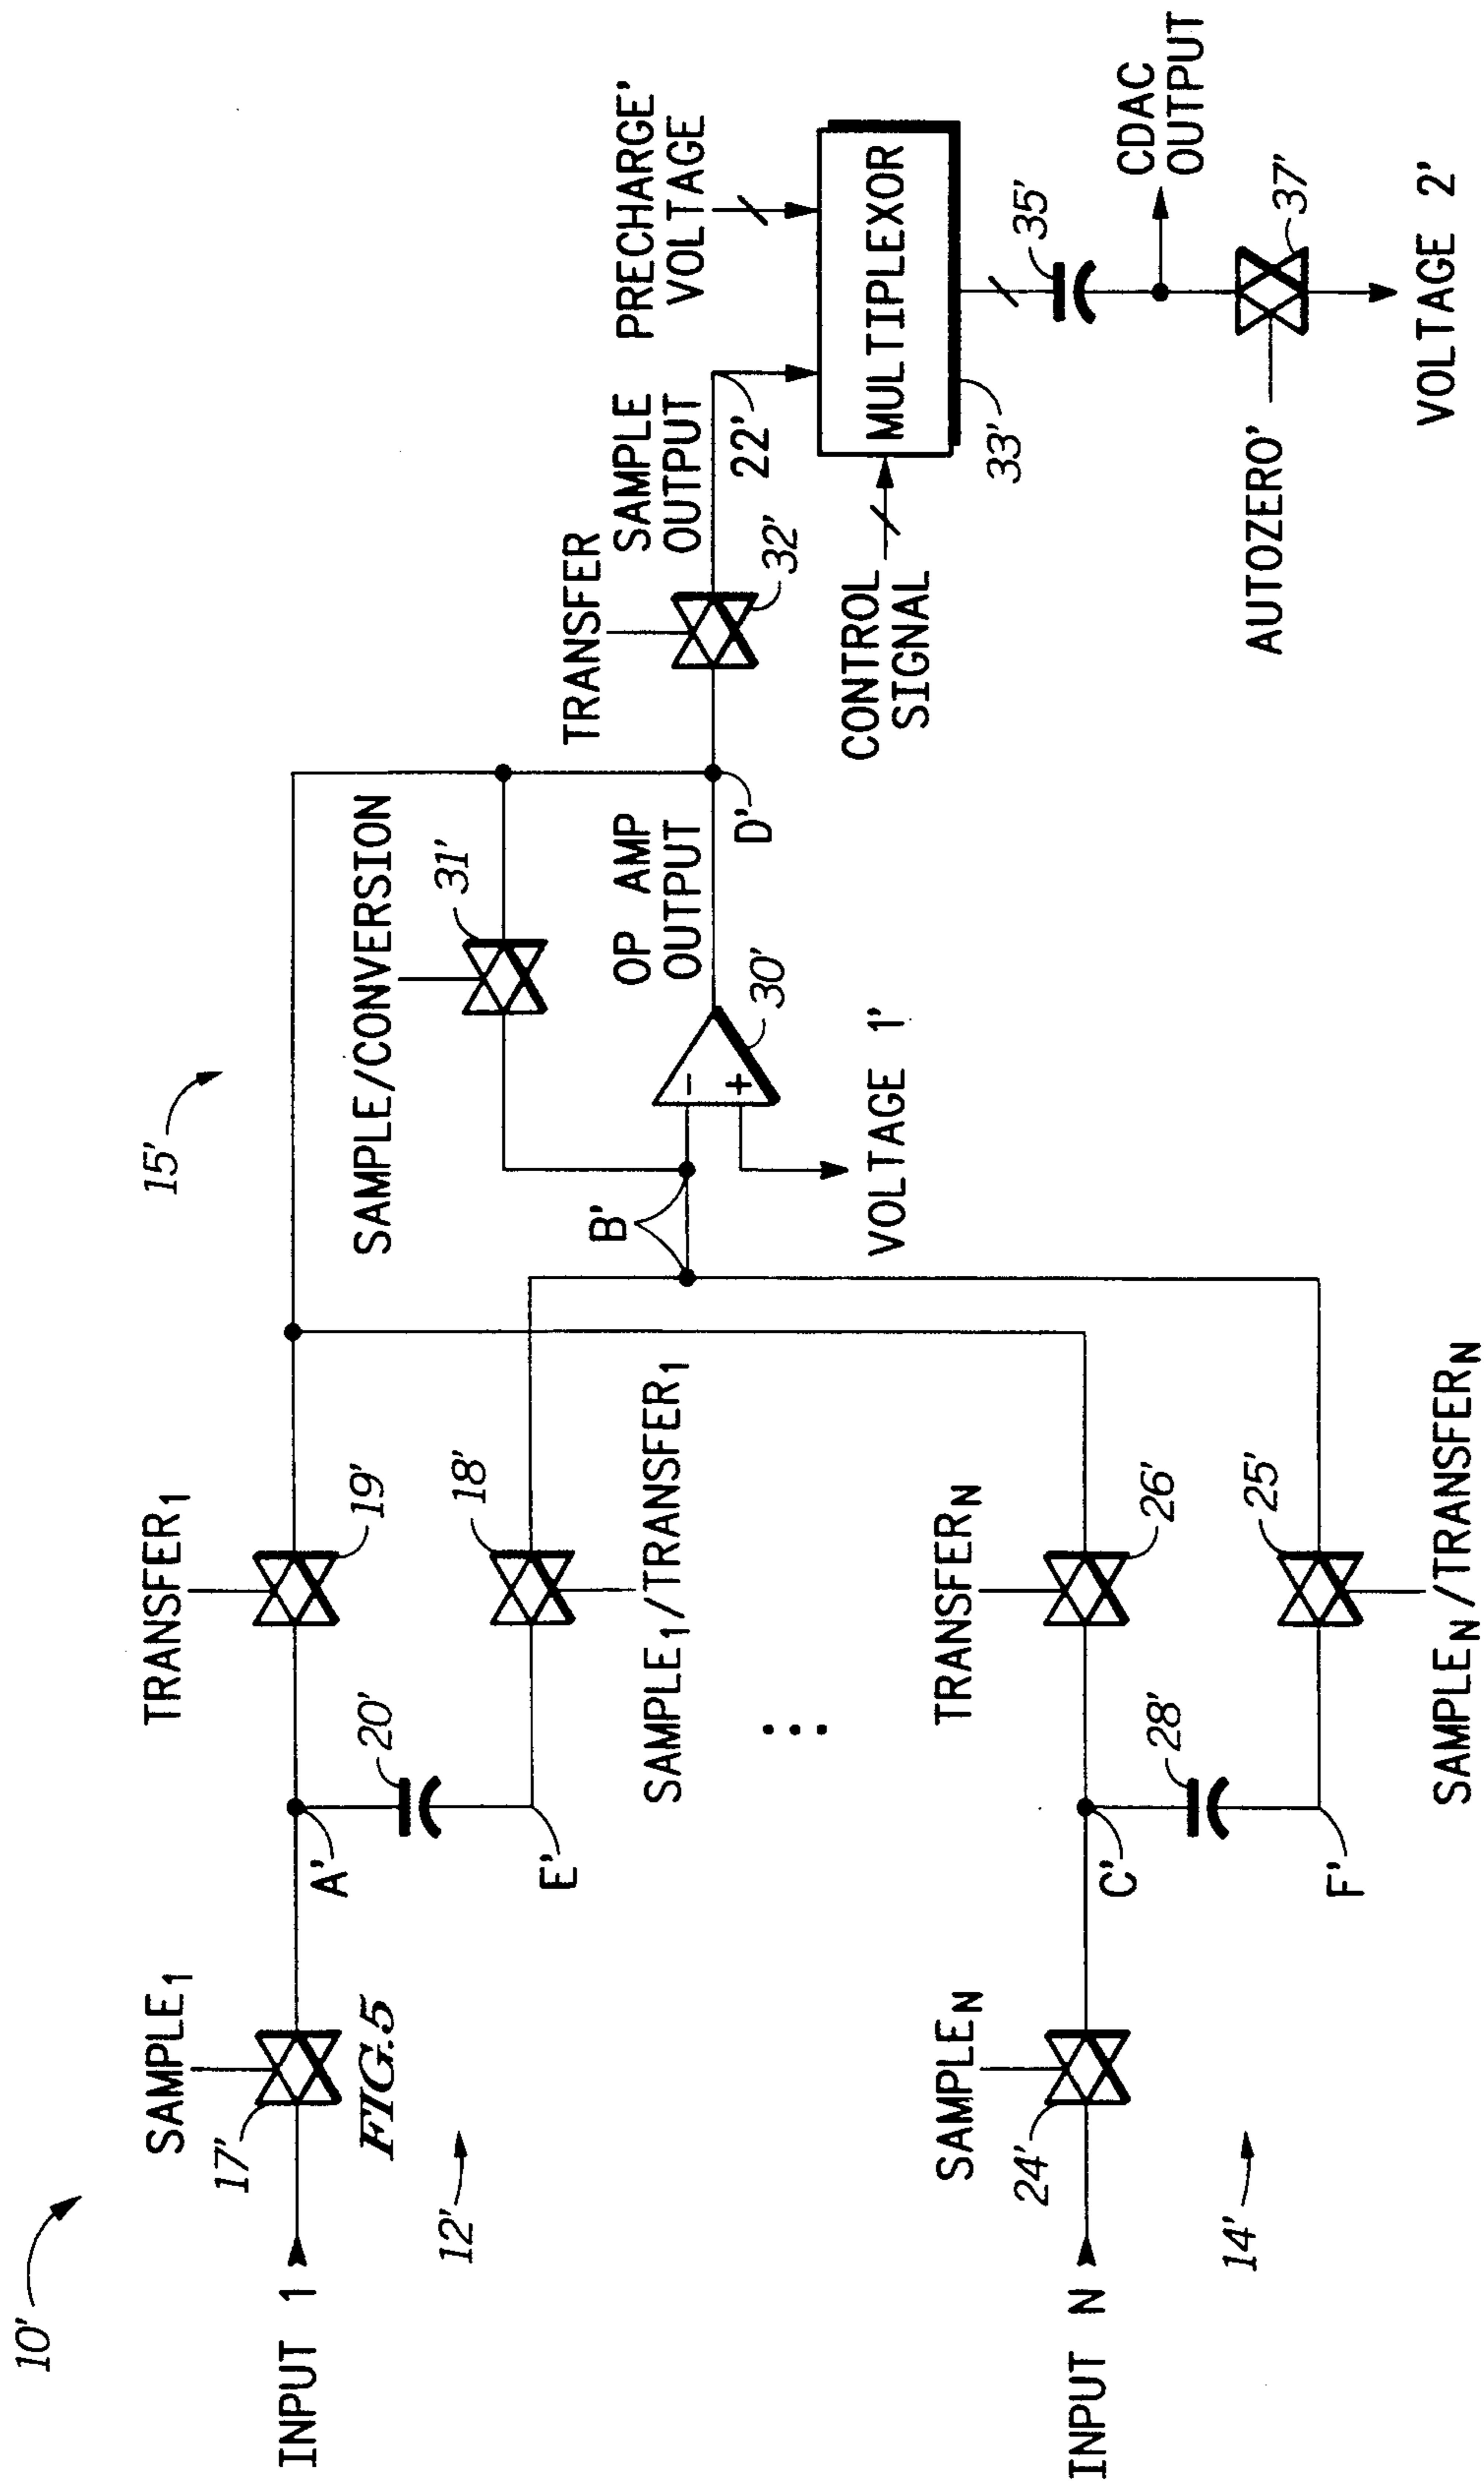 10'
15'
12'
14'
INPUT 1
17'
SAMPLE1
FIG.5
A'
20'
E'
TRANSFER1
19'
18'
SAMPLE1/TRANSFER1
INPUT N
24'
SAMPLEN
C'
28'
F'
TRANSFERN
26'
25'
SAMPLEN/TRANSFERN
B'
SAMPLE/CONVERSION
31'
-
+
30'
VOLTAGE 1'
OP AMP
OUTPUT
D'
TRANSFER
32'
SAMPLE
OUTPUT
22'
PRECHARGE'
VOLTAGE
CONTROL
SIGNAL
MULTIPLEXOR
33'
35'
CDAC
OUTPUT
AUTOZERO'
37'
VOLTAGE 2'